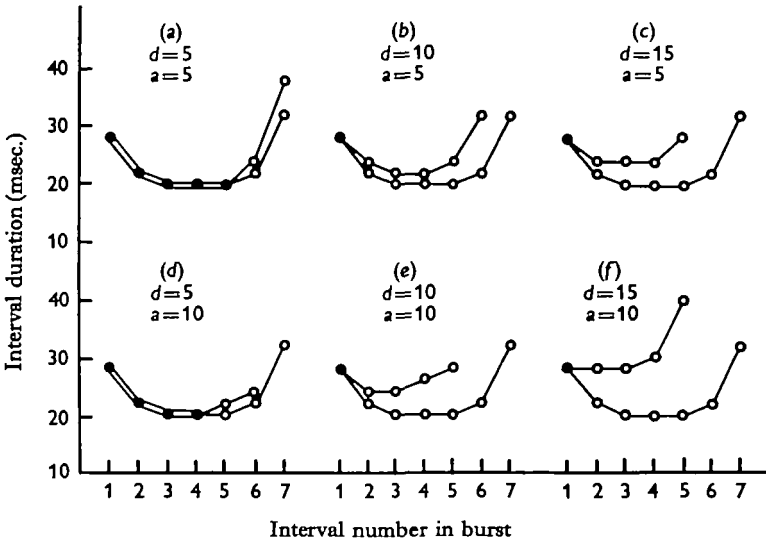 (a) (b) (c)
d=5 d=10 d=15
a=5 a=5 a=5
40
30
20
10
(d) (e) (f)
d=5 d=10 d=15
a=10 a=10 a=10
40
30
20
10
Interval duration (msec.)
1 2 3 4 5 6 7 1 2 3 4 5 6 7 1 2 3 4 5 6 7
Interval number in burst